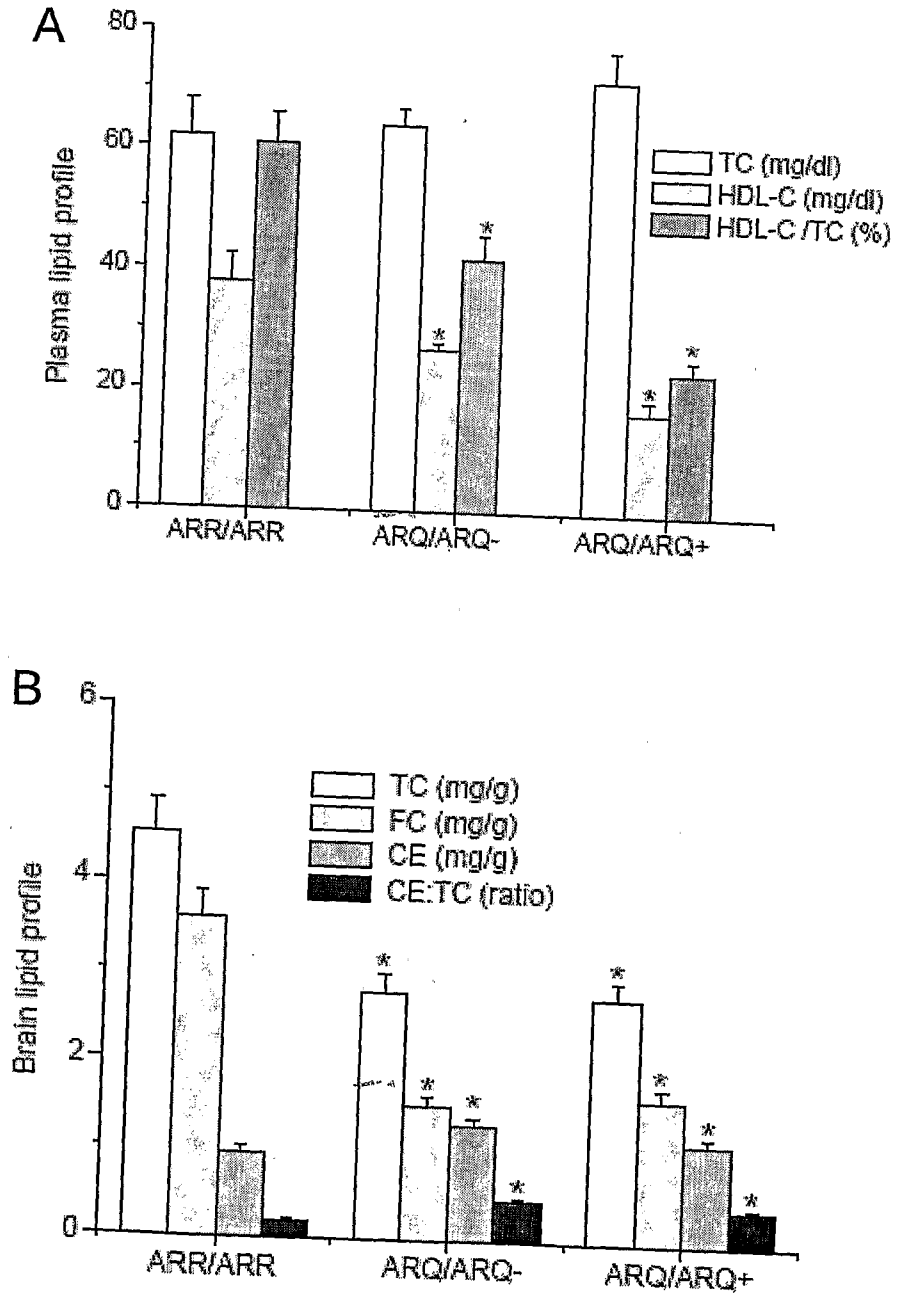 A
80
60
40
20
0
Plasma lipid profile
TC (mg/dl)
HDL-C (mg/dl)
HDL-C /TC (%)
*
*
*
*
ARR/ARR
ARQ/ARQ-
ARQ/ARQ+
B
6
4
2
0
Brain lipid profile
TC (mg/g)
FC (mg/g)
CE (mg/g)
CE:TC (ratio)
*
*
*
*
*
*
*
*
ARR/ARR
ARQ/ARQ-
ARQ/ARQ+